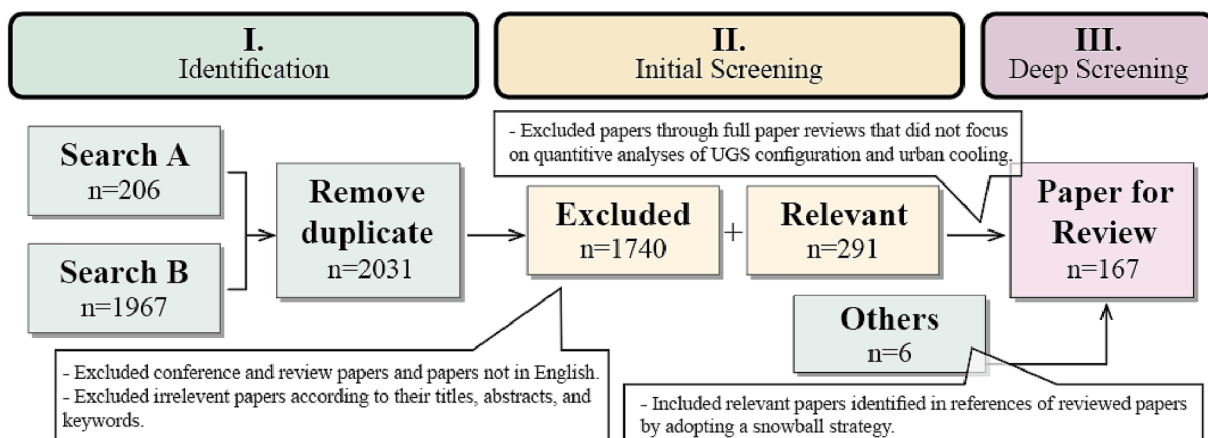 I.
Identification
II.
Initial Screening
III.
Deep Screening
- Excluded papers through full paper reviews that did not focus
on quantitive analyses of UGS configuration and urban cooling.
Search A
n=206
Search B
n=1967
Remove
duplicate
n=2031
Excluded
n=1740
+
Relevant
n=291
Paper for
Review
n=167
Others
n=6
- Excluded conference and review papers and papers not in English.
- Excluded irrelevent papers according to their titles, abstracts, and
keywords.
- Included relevant papers identified in references of reviewed papers
by adopting a snowball strategy.